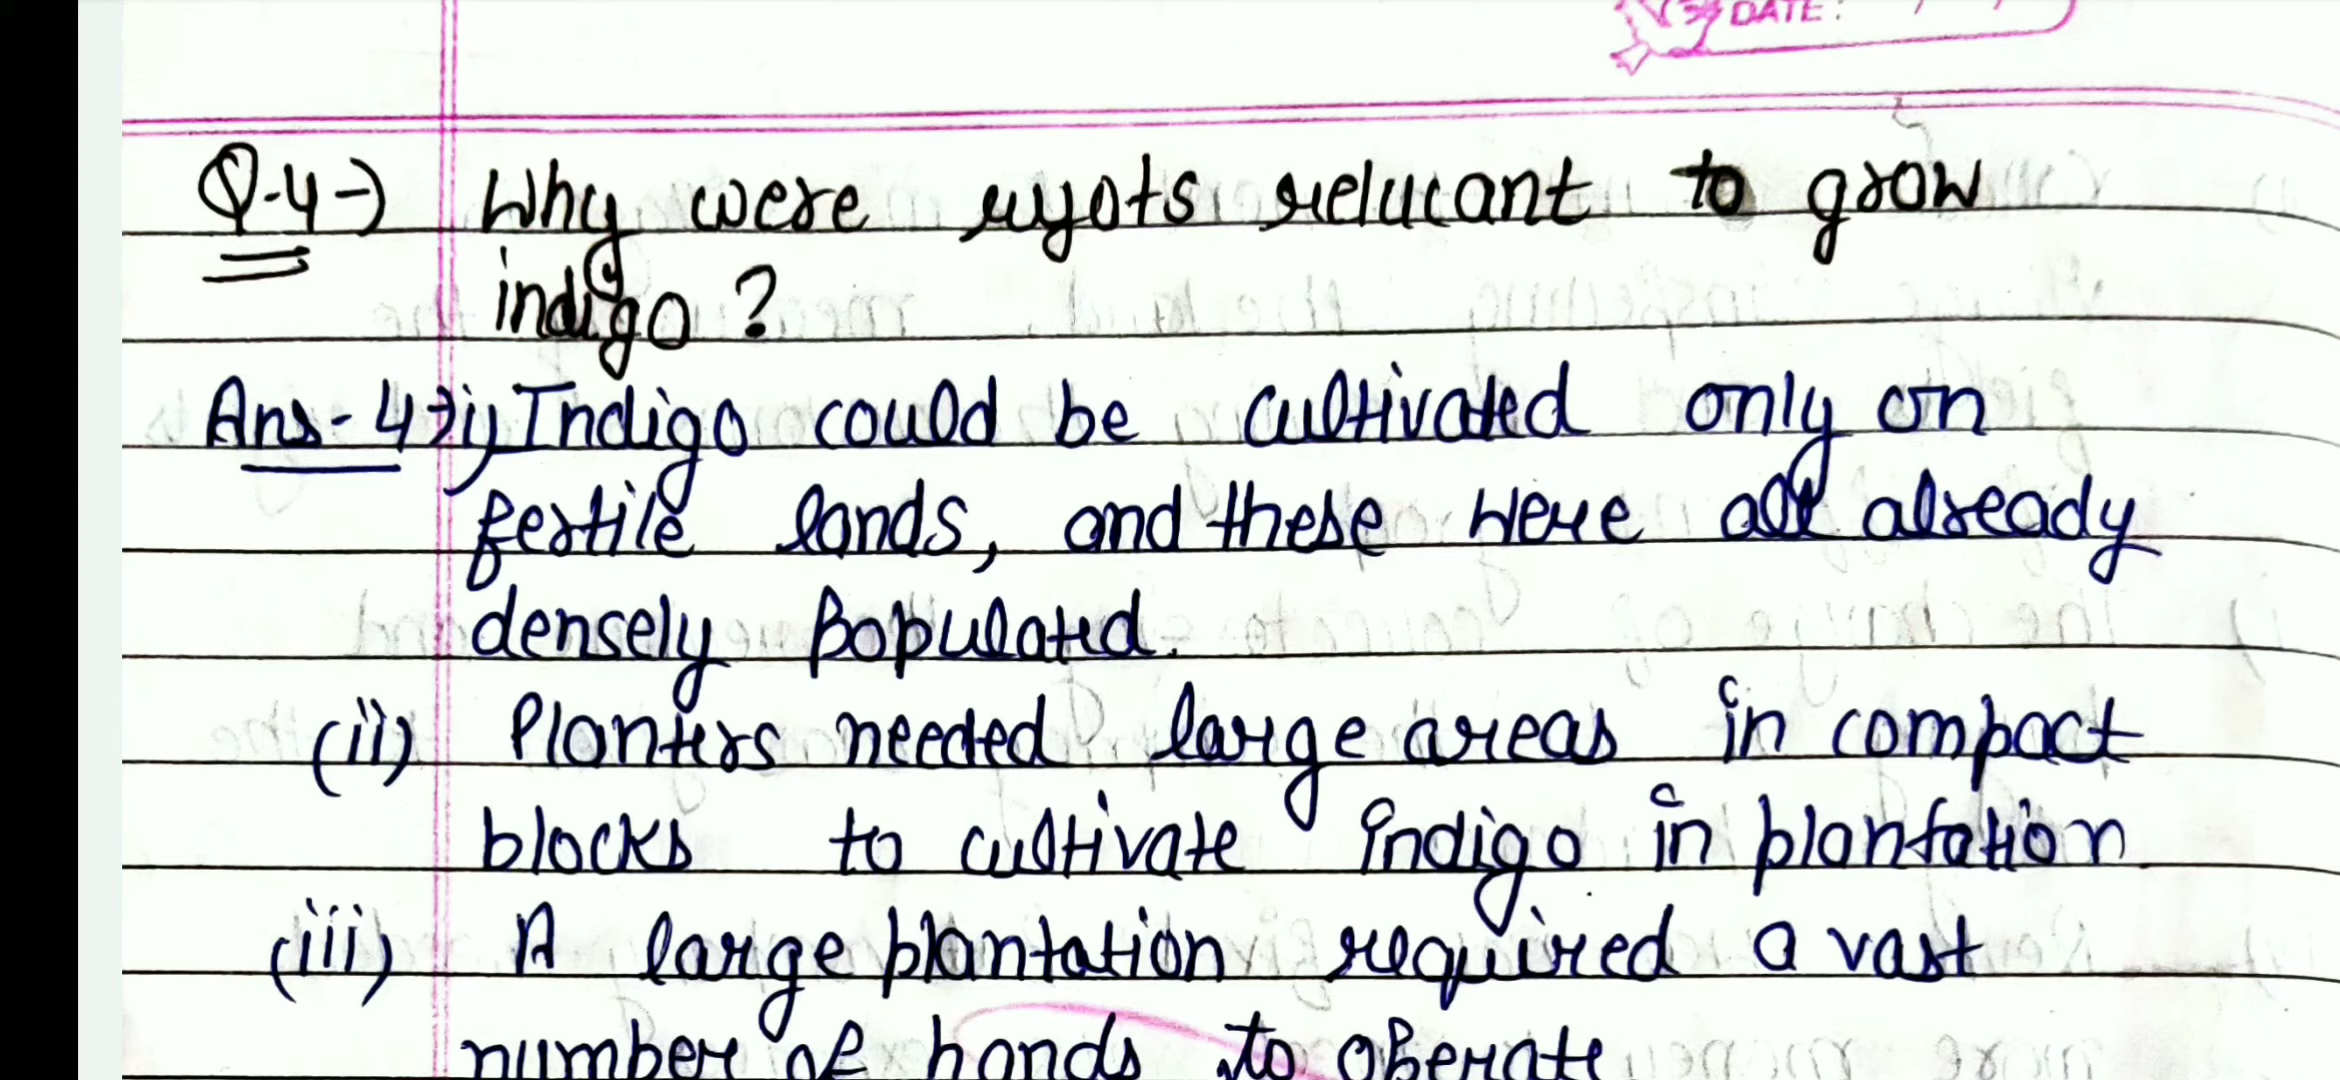 DATE:
Q.4→) Why were ryots relucant to grow
indigo?
Ans-4→i) Indigo could be cultivated only on
fertile lands, and these were all already
densely Populated.
(ii) Planters needed large areas in compact
blocks to cultivate indigo in plantation.
(iii) A large plantation required a vast
number of hands to operate